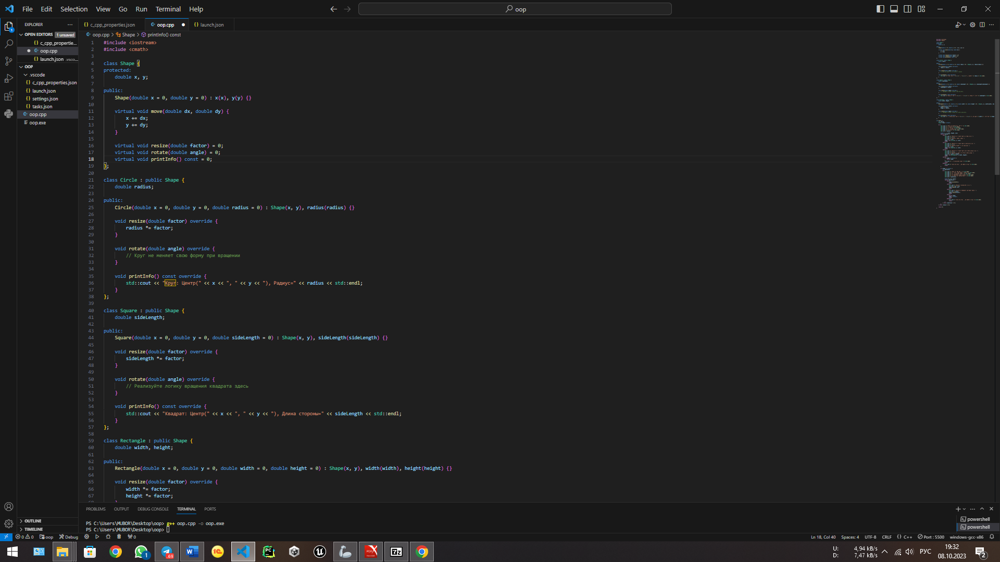 File Edit Selection View Go Run Terminal Help
oop
EXPLORER
OPEN EDITORS 1 unsaved
c_cpp_propertie...
oop.cpp
launch.json .vsco...
OOP
.vscode
c_cpp_properties.json
launch.json
settings.json
tasks.json
oop.cpp
oop.exe
OUTLINE
TIMELINE
c_cpp_properties.json oop.cpp launch.json
oop.cpp > Shape > printInfo() const
1 #include <iostream>
2 #include <cmath>
3
4 class Shape {
5 protected:
6 double x, y;
7
8 public:
9 Shape(double x = 0, double y = 0) : x(x), y(y) {}
10
11 virtual void move(double dx, double dy) {
12 x += dx;
13 y += dy;
14 }
15
16 virtual void resize(double factor) = 0;
17 virtual void rotate(double angle) = 0;
18 virtual void printInfo() const = 0;
19 };
20
21 class Circle : public Shape {
22 double radius;
23
24 public:
25 Circle(double x = 0, double y = 0, double radius = 0) : Shape(x, y), radius(radius) {}
26
27 void resize(double factor) override {
28 radius *= factor;
29 }
30
31 void rotate(double angle) override {
32 // Круг не меняет свою форму при вращении
33 }
34
35 void printInfo() const override {
36 std::cout << "Круг: Центр(" << x << ", " << y << "), Радиус=" << radius << std::endl;
37 }
38 };
39
40 class Square : public Shape {
41 double sideLength;
42
43 public:
44 Square(double x = 0, double y = 0, double sideLength = 0) : Shape(x, y), sideLength(sideLength) {}
45
46 void resize(double factor) override {
47 sideLength *= factor;
48 }
49
50 void rotate(double angle) override {
51 // Реализуйте логику вращения квадрата здесь
52 }
53
54 void printInfo() const override {
55 std::cout << "Квадрат: Центр(" << x << ", " << y << "), Длина стороны=" << sideLength << std::endl;
56 }
57 };
58
59 class Rectangle : public Shape {
60 double width, height;
61
62 public:
63 Rectangle(double x = 0, double y = 0, double width = 0, double height = 0) : Shape(x, y), width(width), height(height) {}
64
65 void resize(double factor) override {
66 width *= factor;
67 height *= factor;
PROBLEMS OUTPUT DEBUG CONSOLE TERMINAL PORTS
PS C:\Users\MUBOR\Desktop\oop> g++ oop.cpp -o oop.exe
PS C:\Users\MUBOR\Desktop\oop>
powershell
powershell
0 0 oop Debug 0 Ln 18, Col 40 Spaces: 4 UTF-8 CRLF {} C++ Port : 5500 windows-gcc-x86
U: 4,94 kB/s
D: 7,47 kB/s
РУС
19:32
08.10.2023
2